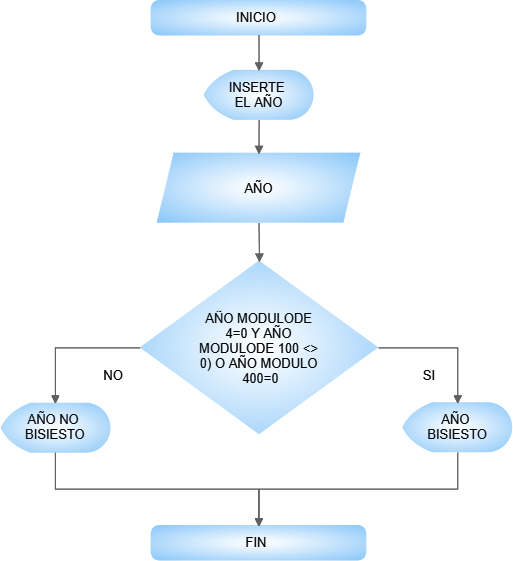 INICIO
INSERTE
EL AÑO
AÑO
AÑO MODULODE
4=0 Y AÑO
MODULODE 100 <>
0) O AÑO MODULO
400=0
NO
SI
AÑO NO
BISIESTO
AÑO
BISIESTO
FIN